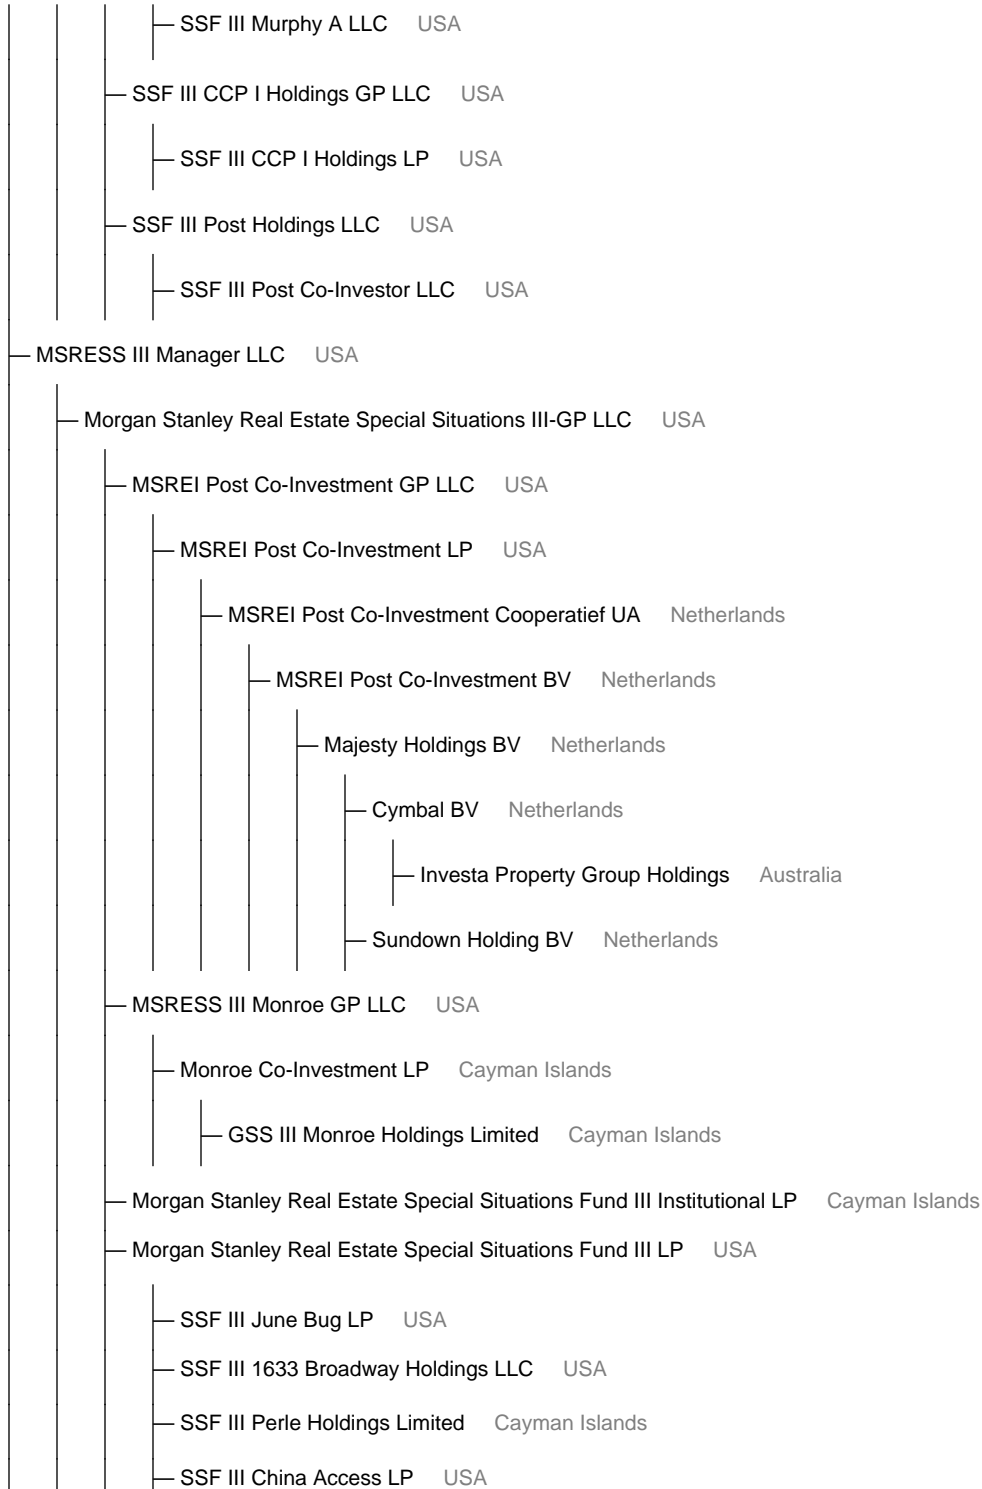 SSF III Murphy A LLC USA
SSF III CCP I Holdings GP LLC USA
SSF III CCP I Holdings LP USA
SSF III Post Holdings LLC USA
SSF III Post Co-Investor LLC USA
MSRESS III Manager LLC USA
Morgan Stanley Real Estate Special Situations III-GP LLC USA
MSREI Post Co-Investment GP LLC USA
MSREI Post Co-Investment LP USA
MSREI Post Co-Investment Cooperatief UA Netherlands
MSREI Post Co-Investment BV Netherlands
Majesty Holdings BV Netherlands
Cymbal BV Netherlands
Investa Property Group Holdings Australia
Sundown Holding BV Netherlands
MSRESS III Monroe GP LLC USA
Monroe Co-Investment LP Cayman Islands
GSS III Monroe Holdings Limited Cayman Islands
Morgan Stanley Real Estate Special Situations Fund III Institutional LP Cayman Islands
Morgan Stanley Real Estate Special Situations Fund III LP USA
SSF III June Bug LP USA
SSF III 1633 Broadway Holdings LLC USA
SSF III Perle Holdings Limited Cayman Islands
SSF III China Access LP USA